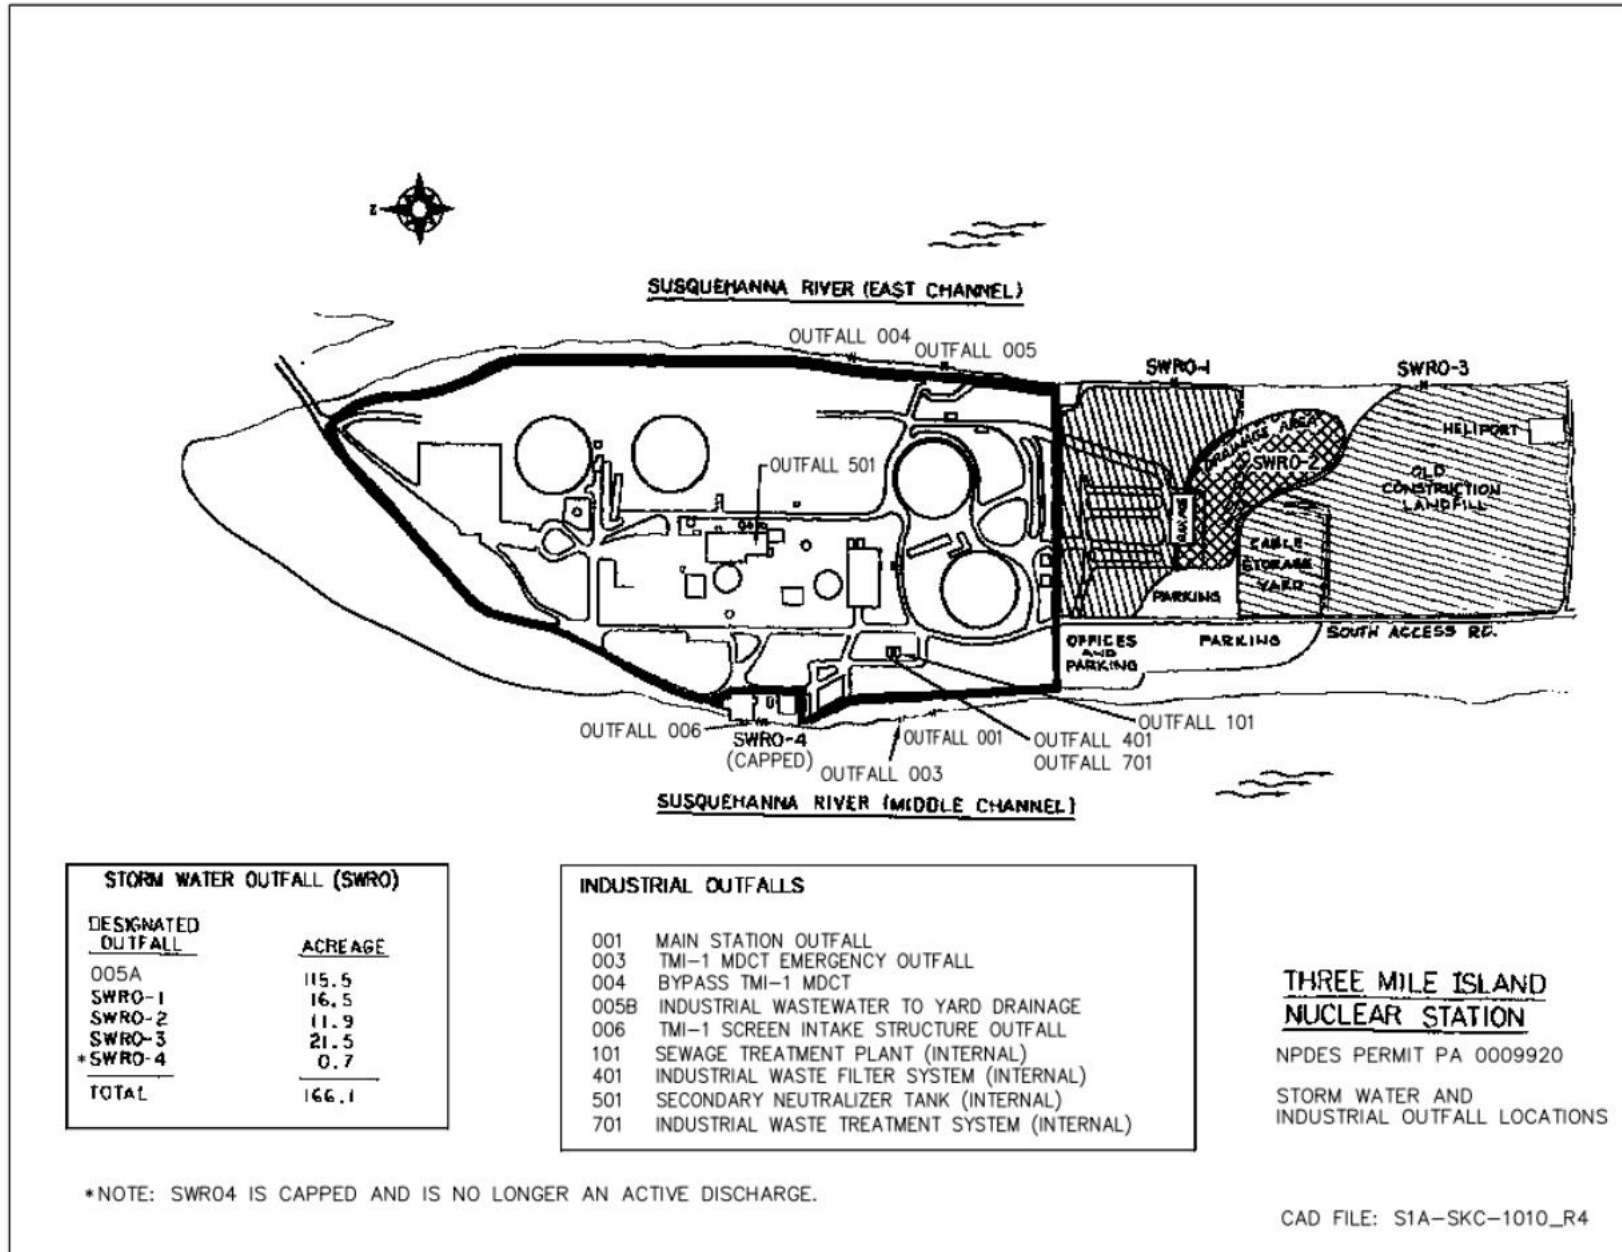 Z
SUSQUEHANNA RIVER (EAST CHANNEL)
OUTFALL 004
OUTFALL 005
SWRO-1
SWRO-3
HELIPORT
DRAINAGE AREA
SWRO-2
OUTFALL 501
OLD
CONSTRUCTION
LANDFILL
CABLE
STORAGE
YARD
PARKING
OFFICES
AND
PARKING
PARKING
SOUTH ACCESS RD.
OUTFALL 101
OUTFALL 006
SWRO-4
(CAPPED)
OUTFALL 001
OUTFALL 401
OUTFALL 701
OUTFALL 003
SUSQUEHANNA RIVER (MIDDLE CHANNEL)
STORM WATER OUTFALL (SWRO)
DESIGNATED
OUTFALL ACREAGE
005A 115.5
SWRO-1 16.5
SWRO-2 11.9
SWRO-3 21.5
*SWRO-4 0.7
TOTAL 166.1
INDUSTRIAL OUTFALLS
001 MAIN STATION OUTFALL
003 TMI-1 MDCT EMERGENCY OUTFALL
004 BYPASS TMI-1 MDCT
005B INDUSTRIAL WASTEWATER TO YARD DRAINAGE
006 TMI-1 SCREEN INTAKE STRUCTURE OUTFALL
101 SEWAGE TREATMENT PLANT (INTERNAL)
401 INDUSTRIAL WASTE FILTER SYSTEM (INTERNAL)
501 SECONDARY NEUTRALIZER TANK (INTERNAL)
701 INDUSTRIAL WASTE TREATMENT SYSTEM (INTERNAL)
THREE MILE ISLAND
NUCLEAR STATION
NPDES PERMIT PA 0009920
STORM WATER AND
INDUSTRIAL OUTFALL LOCATIONS
*NOTE: SWRO4 IS CAPPED AND IS NO LONGER AN ACTIVE DISCHARGE.
CAD FILE: S1A-SKC-1010_R4